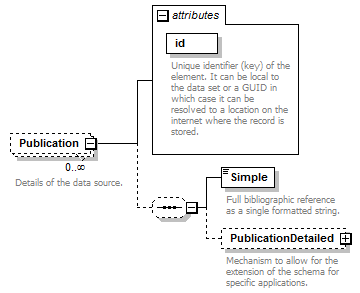 attributes
id
Unique identifier (key) of the
element. It can be local to
the data set or a GUID in
which case it can be
resolved to a location on the
internet where the record is
stored.
Publication
0..∞
Details of the data source.
Simple
Full bibliographic reference
as a single formatted string.
PublicationDetailed
Mechanism to allow for the
extension of the schema for
specific applications.